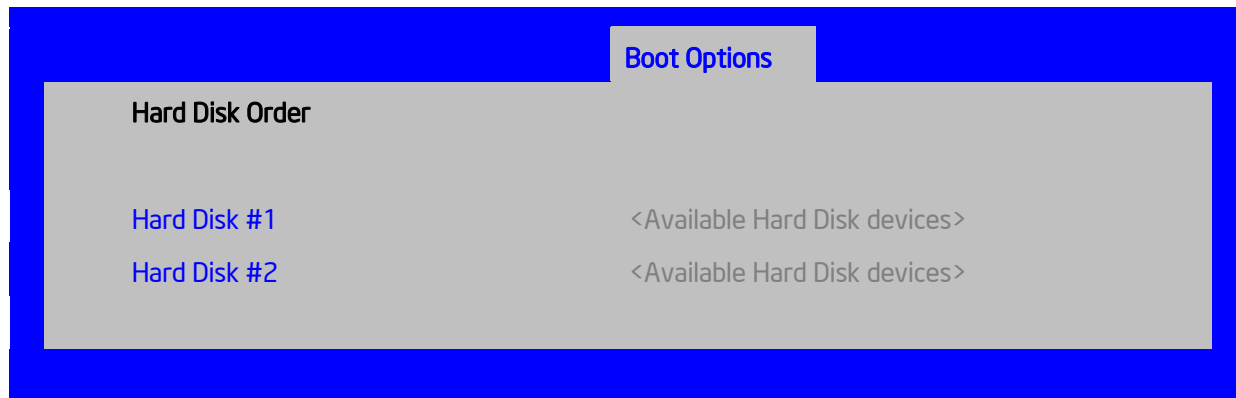 Boot Options
Hard Disk Order
Hard Disk #1 <Available Hard Disk devices>
Hard Disk #2 <Available Hard Disk devices>